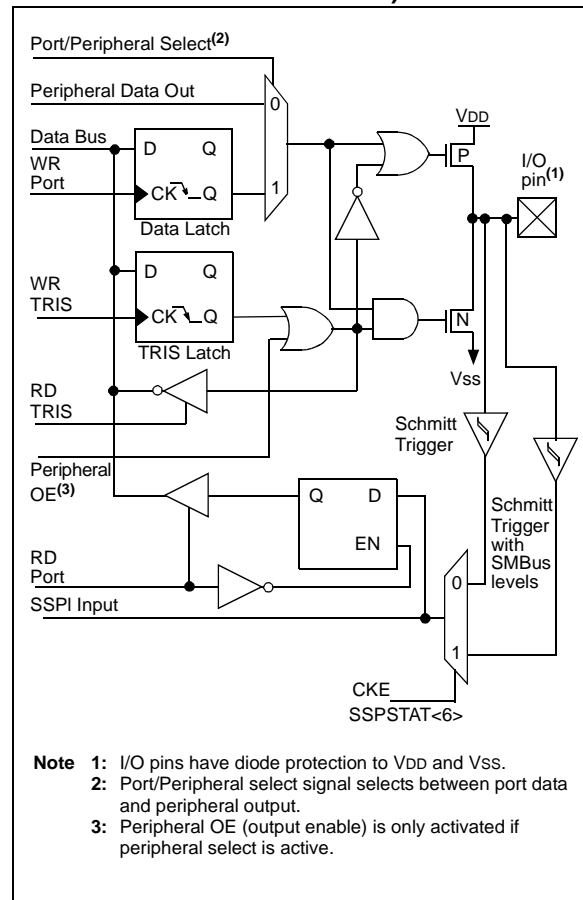 Port/Peripheral Select(2)
Peripheral Data Out
0
VDD
Data Bus
D Q
P
I/O
pin(1)
WR
Port
CK Q
1
Data Latch
D Q
WR
TRIS
CK Q
N
TRIS Latch
Vss
RD
TRIS
Schmitt
Trigger
Peripheral
OE(3)
Q D
Schmitt
Trigger
with
SMBus
levels
EN
RD
Port
0
SSPl Input
1
CKE
SSPSTAT<6>
Note 1: I/O pins have diode protection to VDD and VSS.
2: Port/Peripheral select signal selects between port data
and peripheral output.
3: Peripheral OE (output enable) is only activated if
peripheral select is active.